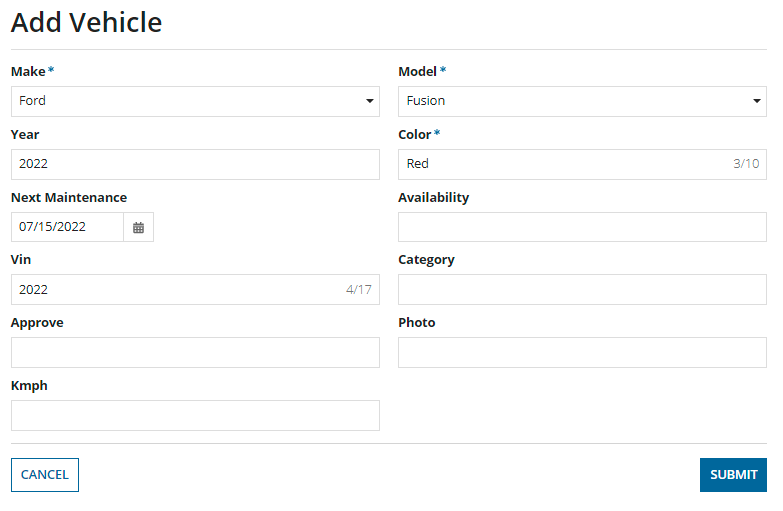 Add Vehicle
Make *
Model *
Ford
Fusion
Year
Color *
2022
Red 3/10
Next Maintenance
Availability
07/15/2022
Vin
Category
2022 4/17
Approve
Photo
Kmph
CANCEL
SUBMIT